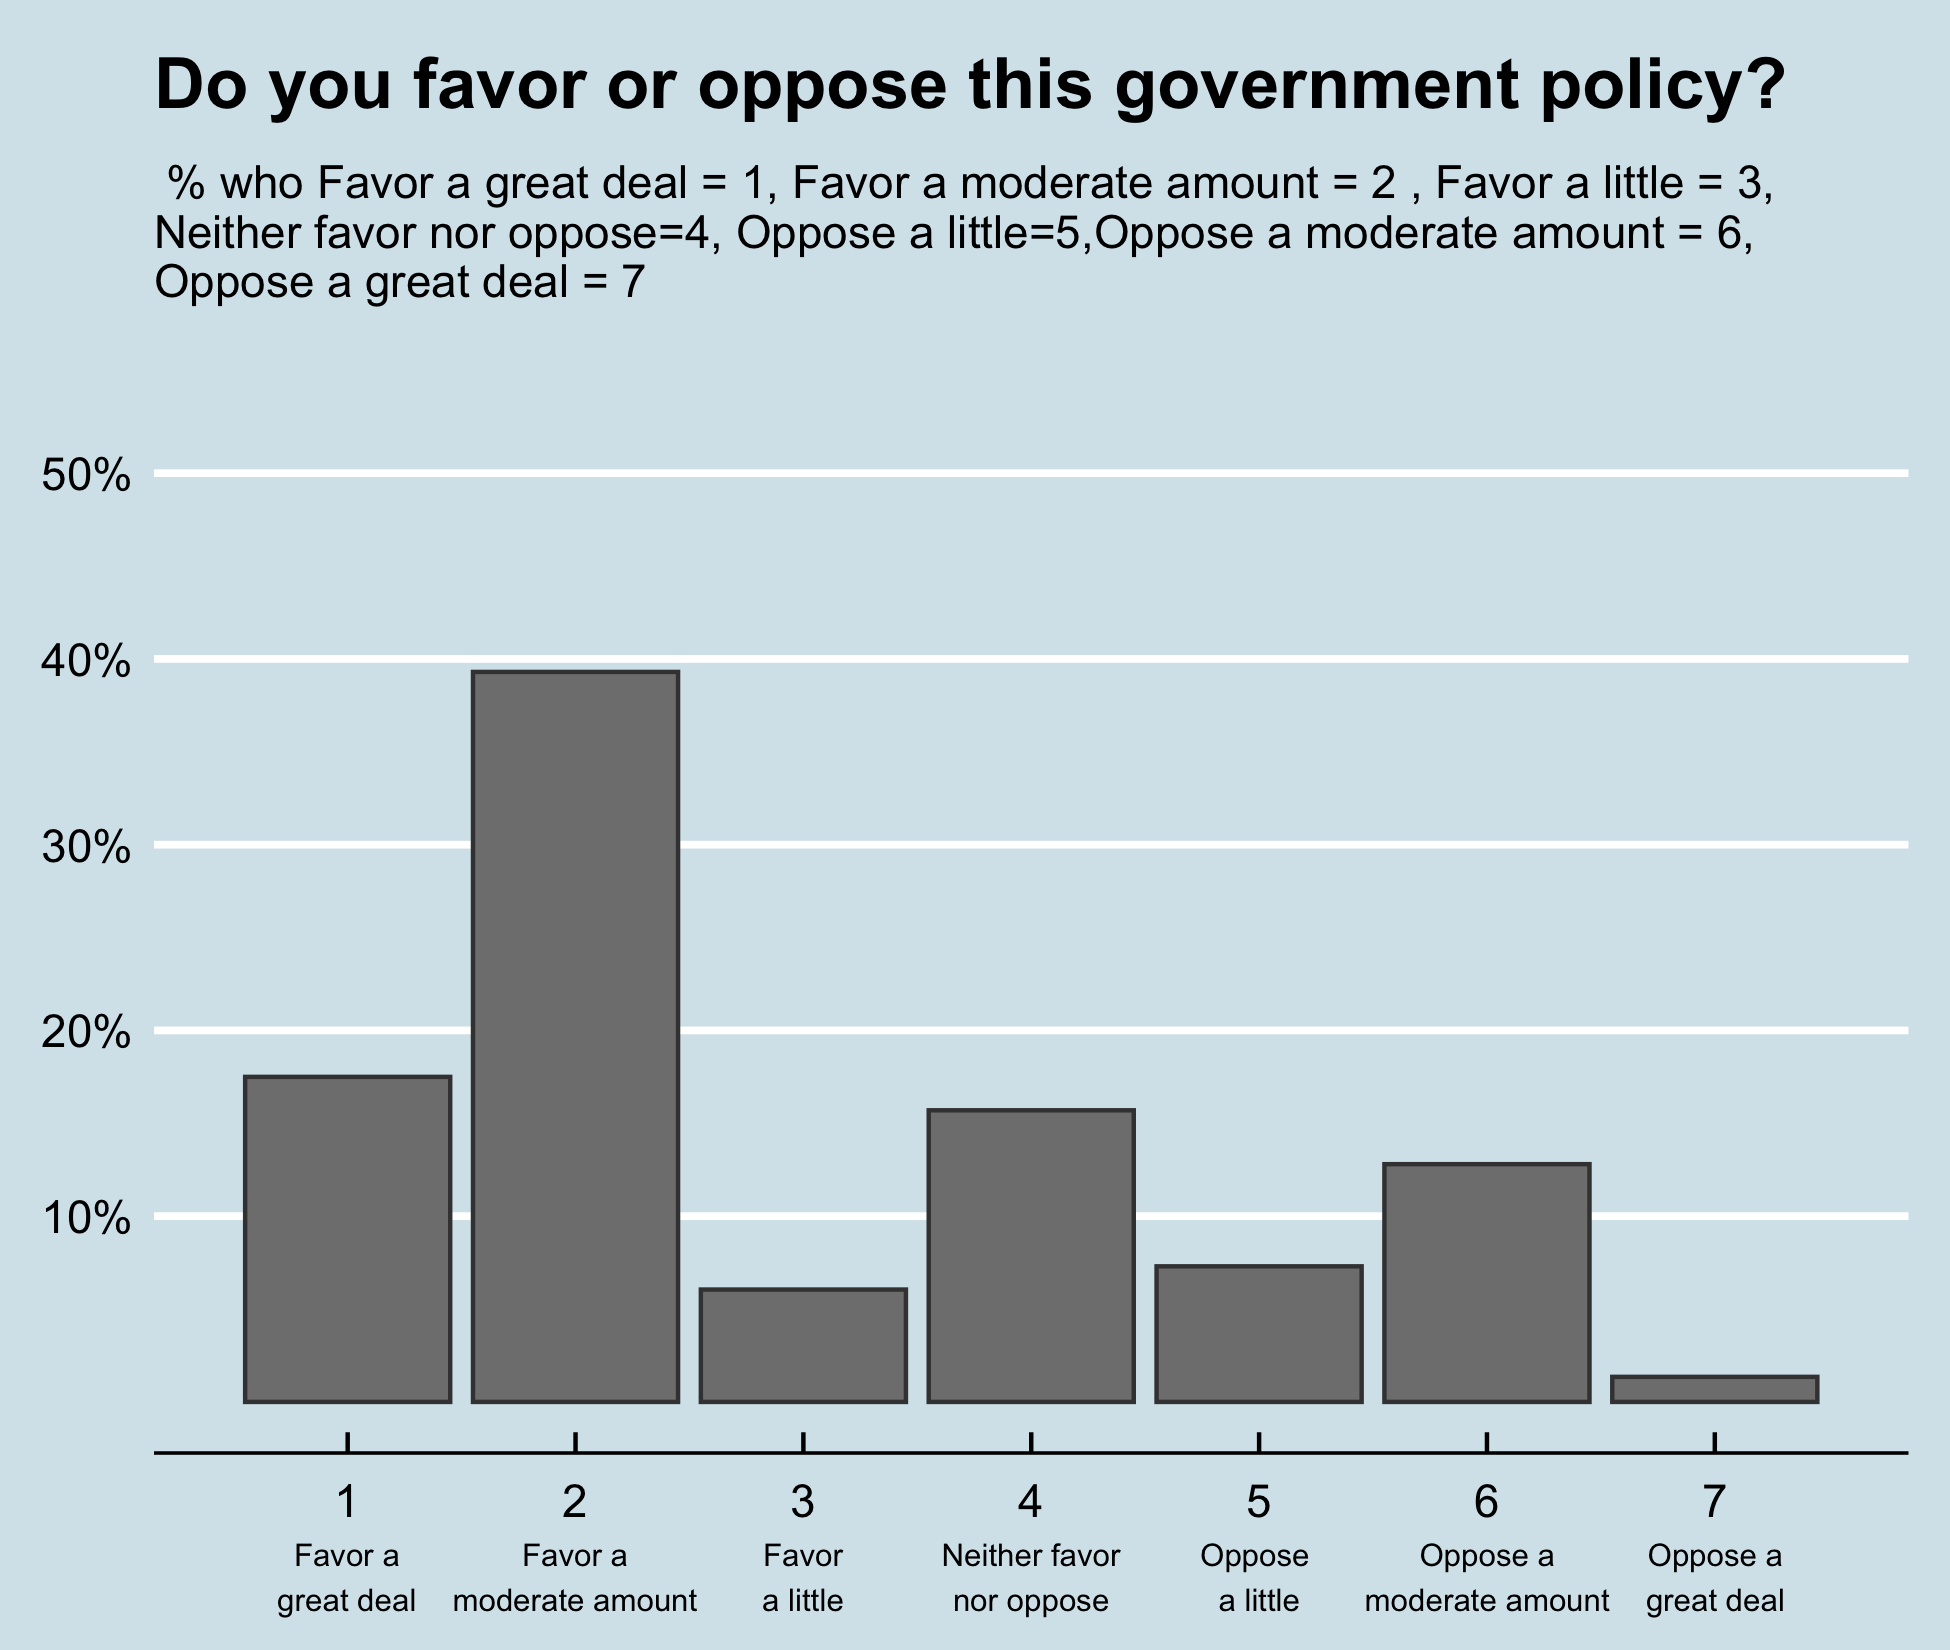 Do you favor or oppose this government policy?
% who Favor a great deal = 1, Favor a moderate amount = 2 , Favor a little = 3,
Neither favor nor oppose=4, Oppose a little=5,Oppose a moderate amount = 6,
Oppose a great deal = 7
50%
40%
30%
20%
10%
1 2 3 4 5 6 7
Favor a Favor a Favor Neither favor Oppose Oppose a Oppose a
great deal moderate amount a little nor oppose a little moderate amount great deal